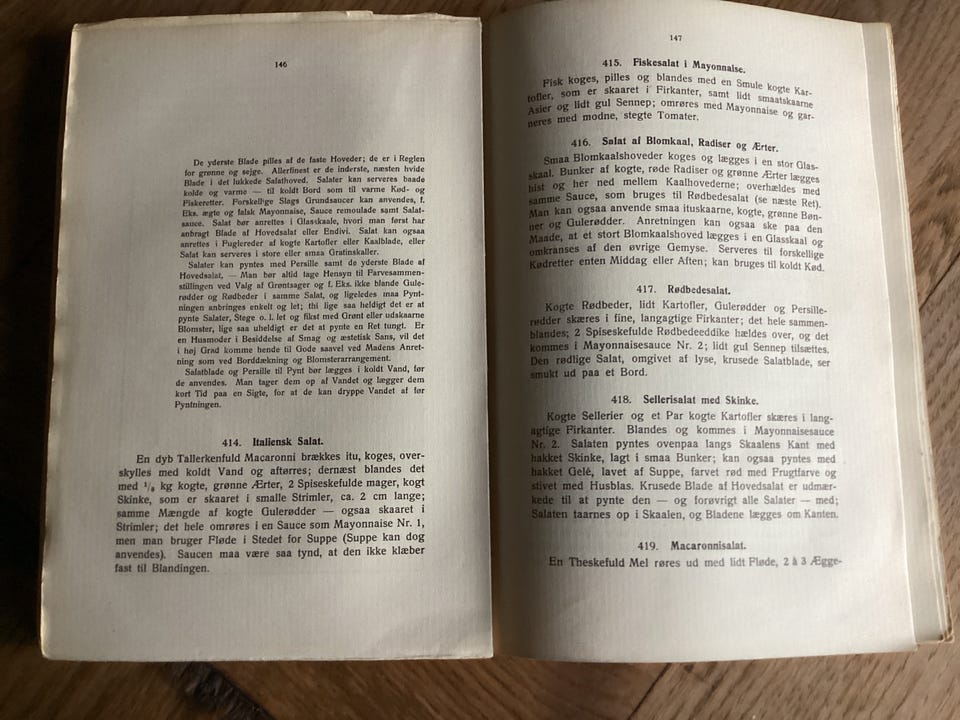 146
De yderste Blade pilles af de faste Hoveder; de er i Reglen
for grønne og sejge. Allerfinest er de inderste, næsten hvide
Blade i det lukkede Salathoved. Salater kan serveres baade
kolde og varme — til koldt Bord som til varme Kød- og
Fiskeretter. Forskellige Slags Grundsaucer kan anvendes, f.
Eks. ægte og falsk Mayonnaise, Sauce remoulade samt Salat-
sauce. Salat bør anrettes i Glasskaale, hvori man først har
anbragt Blade af Hovedsalat eller Endivi. Salat kan ogsaa
anrettes i Fuglereder af kogte Kartofler eller Kaalblade, eller
Salat kan serveres i store eller smaa Gratinskaller.
Salater kan pyntes med Persille samt de yderste Blade af
Hovedsalat. — Man bør altid tage Hensyn til Farvesammen-
stillingen ved Valg af Grøntsager og f. Eks. ikke blande Gule-
rødder og Rødbeder i samme Salat, og ligeledes maa Pynt-
ningen anbringes enkelt og let; thi lige saa heldigt det er at
pynte Salater, Stege o. l. let og fikst med Grønt eller udskaarne
Blomster, lige saa uheldigt er det at pynte en Ret tungt. Er
en Husmoder i Besiddelse af Smag og æstetisk Sans, vil det
i høj Grad komme hende til Gode saavel ved Madens Anret-
ning som ved Borddækning og Blomsterarrangement.
Salatblade og Persille til Pynt bør lægges i koldt Vand, før
de anvendes. Man tager dem op af Vandet og lægger dem
kort Tid paa en Sigte, for at de kan dryppe Vandet af før
Pyntningen.
414. Italiensk Salat.
En dyb Tallerkenfuld Macaronni brækkes itu, koges, over-
skylles med koldt Vand og aftørres; dernæst blandes det
med kg kogte, grønne Ærter, 2 Spiseskefulde mager, kogt
Skinke, som er skaaret i smalle Strimler, ca. 2 cm lange;
samme Mængde af kogte Gulerødder — ogsaa skaaret i
Strimler; det hele omrøres i en Sauce som Mayonnaise Nr. 1,
men man bruger Fløde i Stedet for Suppe (Suppe kan dog
anvendes). Saucen maa være saa tynd, at den ikke klæber
fast til Blandingen.
147
415. Fiskesalat i Mayonnaise.
Fisk koges, pilles og blandes med en Smule kogte Kar-
tofler, som er skaaret i Firkanter, samt lidt smaatskaarne
Asier og lidt gul Sennep; omrøres med Mayonnaise og gar-
neres med modne, stegte Tomater.
416. Salat af Blomkaal, Radiser og Ærter.
Smaa Blomkaalshoveder koges og lægges i en stor Glas-
skaal. Bunker af kogte, røde Radiser og grønne Ærter lægges
hist og her ned mellem Kaalhovederne; overhældes med
samme Sauce, som bruges til Rødbedesalat (se næste Ret).
Man kan ogsaa anvende smaa ituskaarne, kogte, grønne Bøn-
ner og Gulerødder. Anretningen kan ogsaa ske paa den
Maade, at et stort Blomkaalshoved lægges i en Glasskaal og
omkranses af den øvrige Gemyse. Serveres til forskellige
Kødretter enten Middag eller Aften; kan bruges til koldt Kød.
417. Rødbedesalat.
Kogte Rødbeder, lidt Kartofler, Gulerødder og Persille-
rødder skæres i fine, langagtige Firkanter; det hele sammen-
blandes; 2 Spiseskefulde Rødbedeeddike hældes over, og det
kommes i Mayonnaisesauce Nr. 2; lidt gul Sennep tilsættes.
Den rødlige Salat, omgivet af lyse, krusede Salatblade, ser
smukt ud paa et Bord.
418. Sellerisalat med Skinke.
Kogte Sellerier og et Par kogte Kartofler skæres i lang-
agtige Firkanter. Blandes og kommes i Mayonnaisesauce
Nr. 2. Salaten pyntes ovenpaa langs Skaalens Kant med
hakket Skinke, lagt i smaa Bunker; kan ogsaa pyntes med
hakket Gelé, lavet af Suppe, farvet rød med Frugtfarve og
stivet med Husblas. Krusede Blade af Hovedsalat er udmær-
kede til at pynte den — og forøvrigt alle Salater — med;
Salaten taarnes op i Skaalen, og Bladene lægges om Kanten.
419. Macaronnisalat.
En Theskefuld Mel røres ud med lidt Fløde, 2 à 3 Ægge-